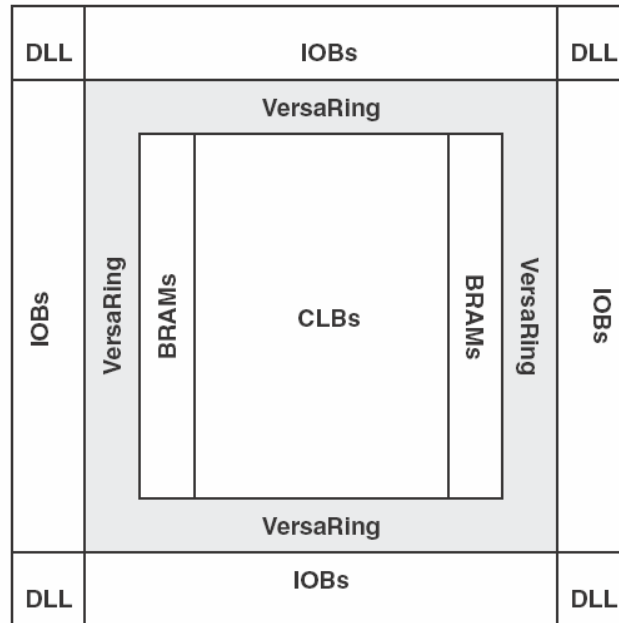 DLL IOBs DLL
VersaRing
IOBs VersaRing BRAMs CLBs BRAMs VersaRing IOBs
VersaRing
DLL IOBs DLL